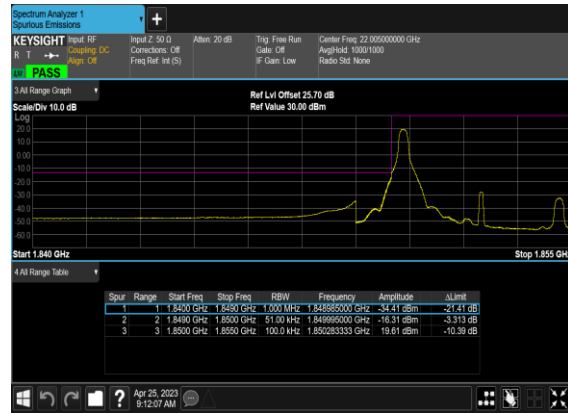 Spectrum Analyzer 1
Spurious Emissions
+
KEYSIGHT Input: RF Input Z: 50 Ω Atten: 20 dB Trig: Free Run Center Freq: 22.005000000 GHz
R T Coupling: DC Corrections: Off Gate: Off Avg|Hold: 1000/1000
Align: Off Freq Ref: Int (S) IF Gain: Low Radio Std: None
PASS
3 All Range Graph
Ref Lvl Offset 25.70 dB
Scale/Div 10.0 dB Ref Value 30.00 dBm
Log
20.0
10.0
0.00
-10.0
-20.0
-30.0
-40.0
-50.0
-60.0
Start 1.840 GHz Stop 1.855 GHz
4 All Range Table
Spur Range Start Freq Stop Freq RBW Frequency Amplitude ΔLimit
1 1 1.8400 GHz 1.8490 GHz 1.000 MHz 1.848985000 GHz -34.41 dBm -21.41 dB
2 2 1.8490 GHz 1.8500 GHz 51.00 kHz 1.849995000 GHz -16.31 dBm -3.313 dB
3 3 1.8500 GHz 1.8550 GHz 100.0 kHz 1.850283333 GHz 19.61 dBm -10.39 dB
? Apr 25, 2023
9:12:07 AM